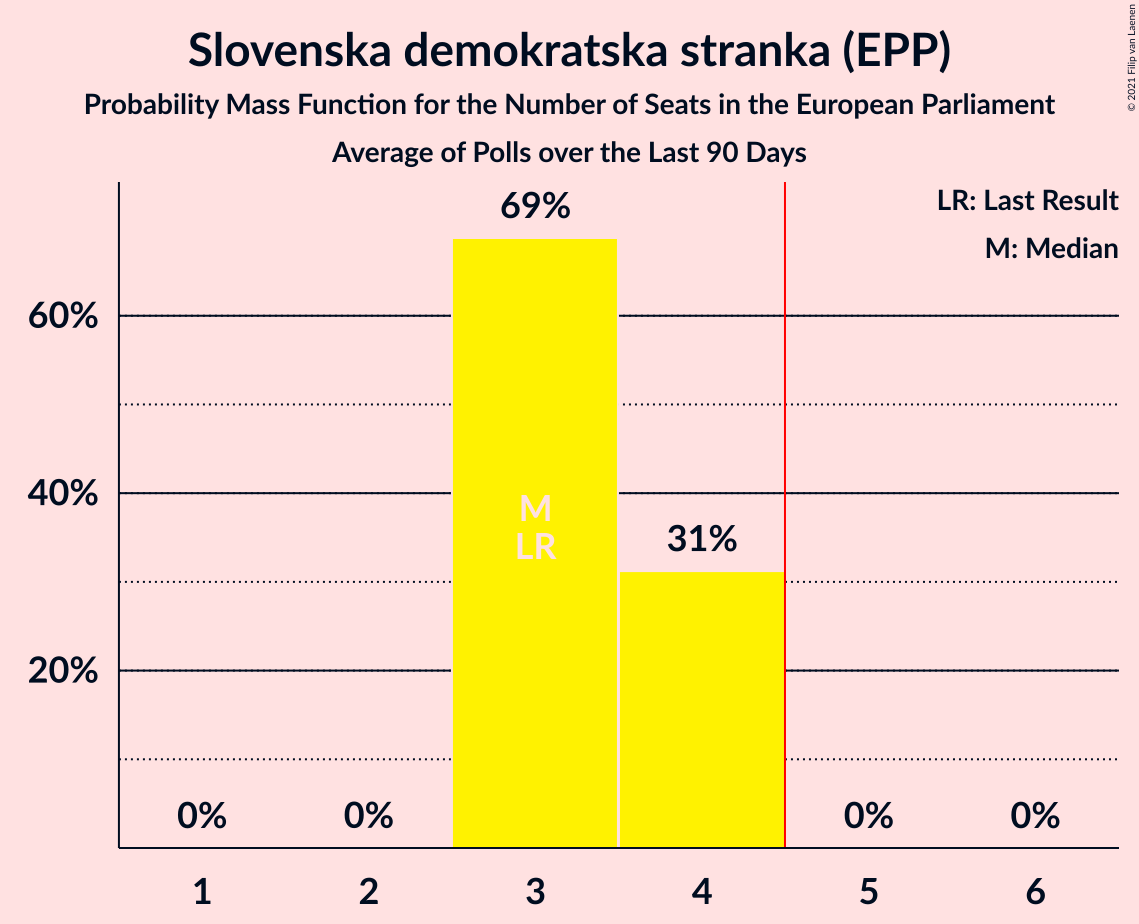 Slovenska demokratska stranka (EPP)
Probability Mass Function for the Number of Seats in the European Parliament
Average of Polls over the Last 90 Days
© 2021 Filip van Laenen
LR: Last Result
M: Median
69%
60%
40%
M
LR
31%
20%
0%
0%
0%
0%
1
2
3
4
5
6